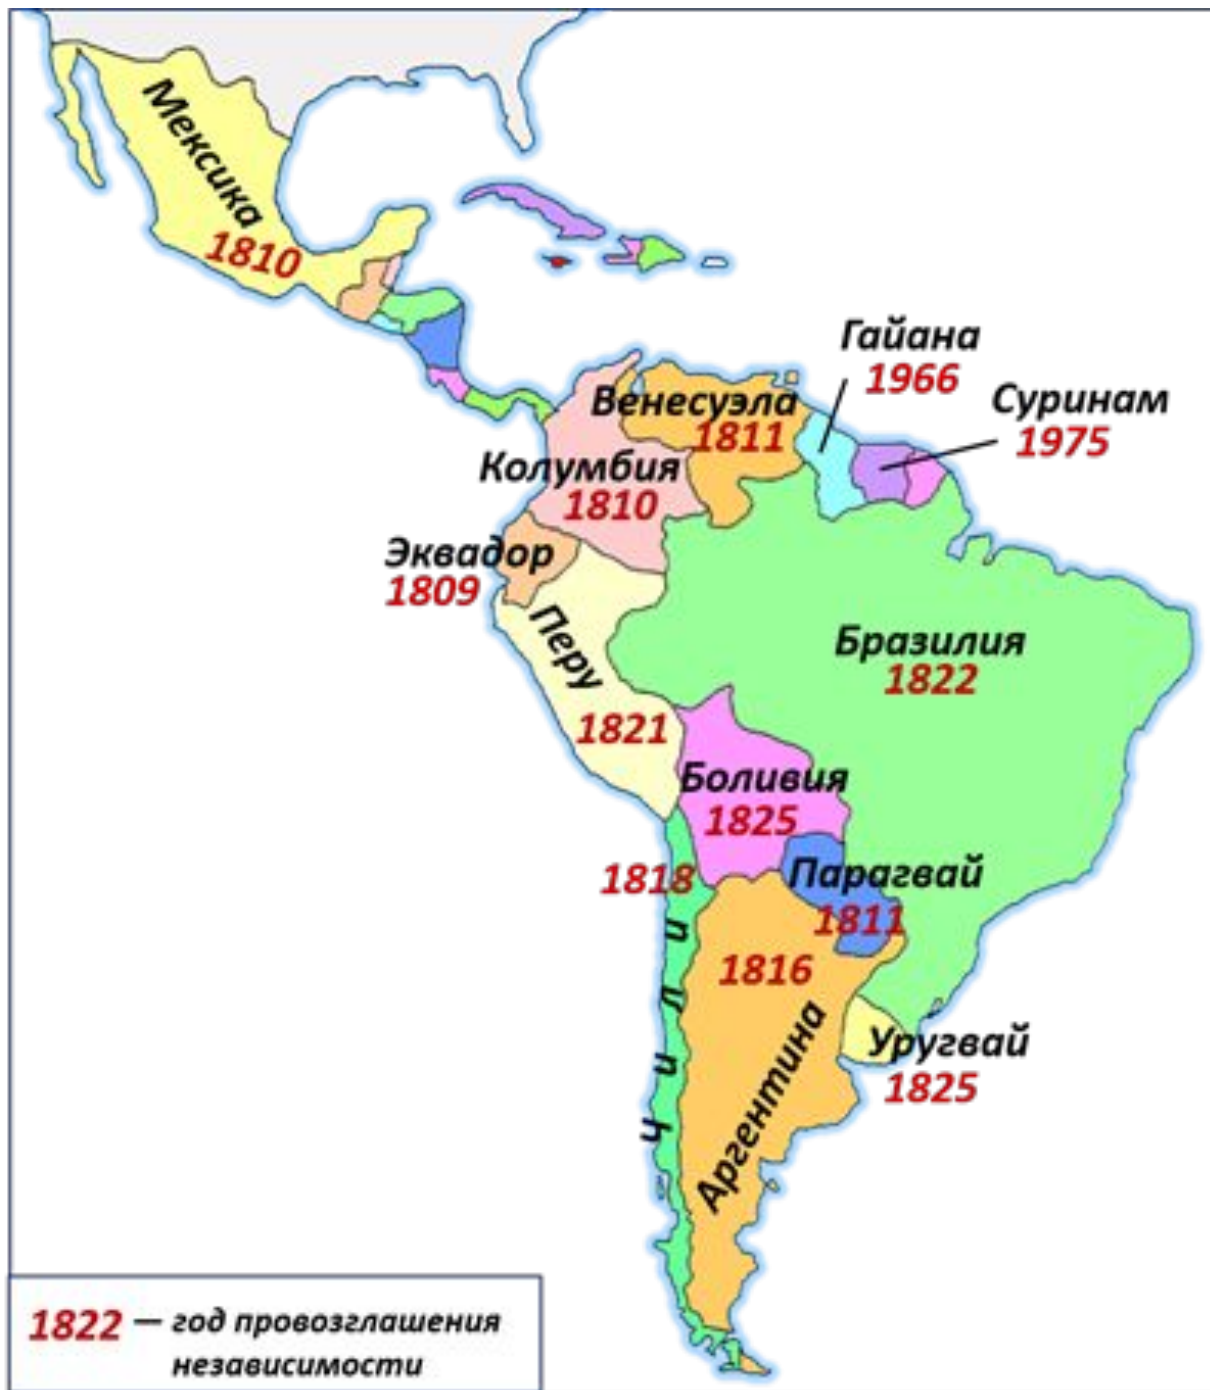 Мексика
1810
Гайана
1966
Суринам
1975
Венесуэла
1811
Колумбия
1810
Эквадор
1809
Перу
1821
Бразилия
1822
Боливия
1825
Парагвай
1811
1818
Чили
1816
Аргентина
Уругвай
1825
1822 — год провозглашения
независимости